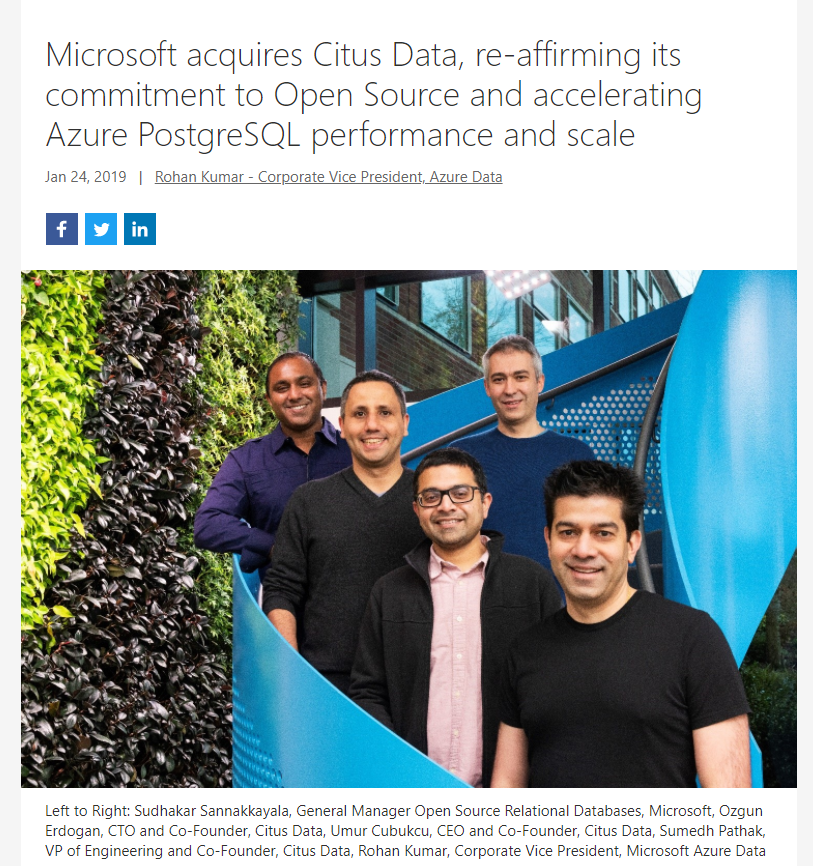 Microsoft acquires Citus Data, re-affirming its
commitment to Open Source and accelerating
Azure PostgreSQL performance and scale
Jan 24, 2019 | Rohan Kumar - Corporate Vice President, Azure Data
f in
Left to Right: Sudhakar Sannakkayala, General Manager Open Source Relational Databases, Microsoft, Ozgun
Erdogan, CTO and Co-Founder, Citus Data, Umur Cubukcu, CEO and Co-Founder, Citus Data, Sumedh Pathak,
VP of Engineering and Co-Founder, Citus Data, Rohan Kumar, Corporate Vice President, Microsoft Azure Data